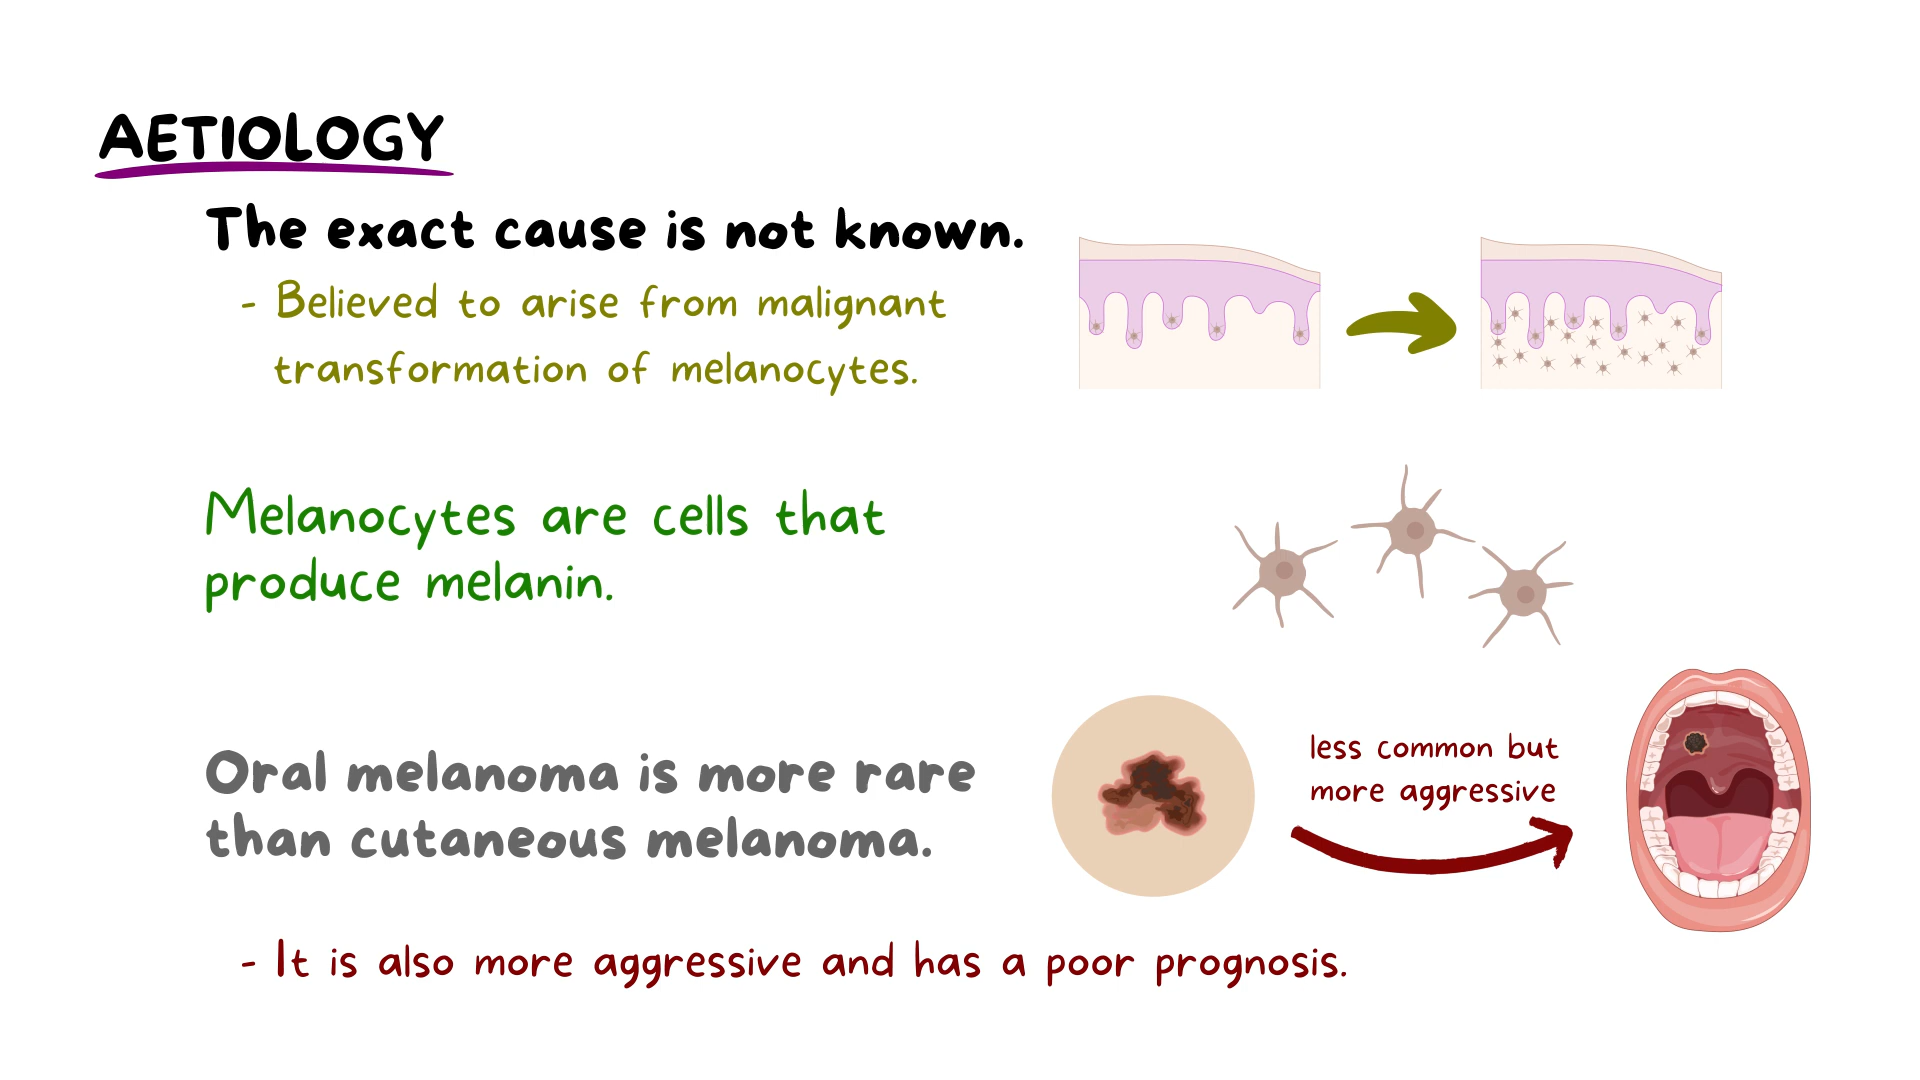 AETIOLOGY
The exact cause is not known.
- Believed to arise from malignant
transformation of melanocytes.
Melanocytes are cells that
produce melanin.
Oral melanoma is more rare
than cutaneous melanoma.
less common but
more aggressive
- It is also more aggressive and has a poor prognosis.